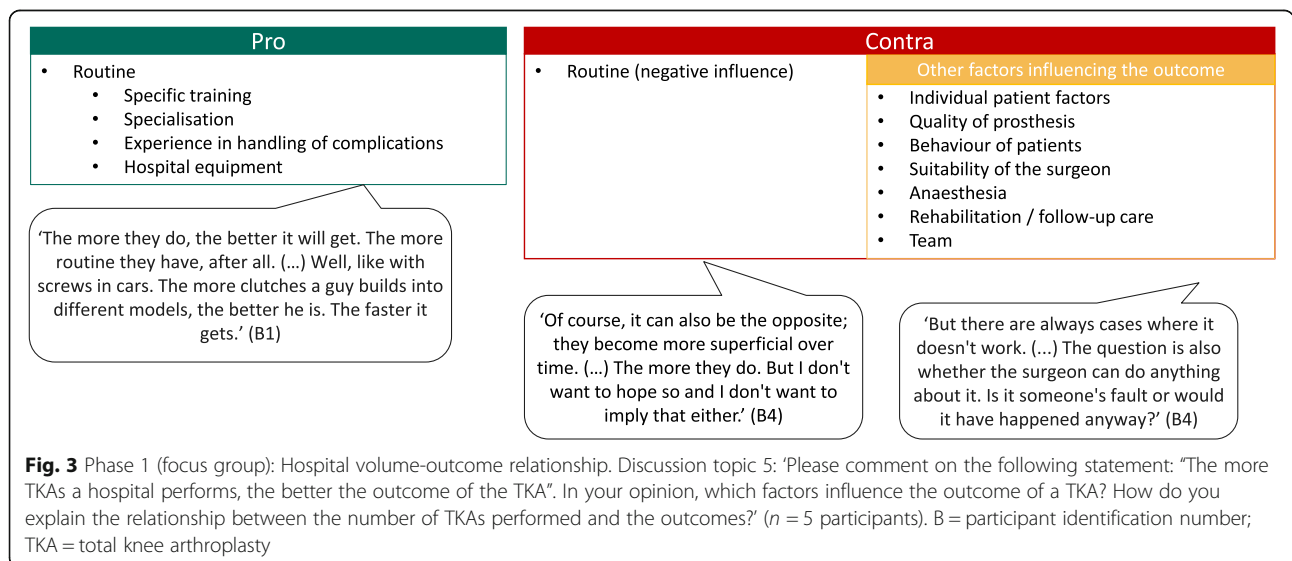 Pro
• Routine
• Specific training
• Specialisation
• Experience in handling of complications
• Hospital equipment
‘The more they do, the better it will get. The more
routine they have, after all. (…) Well, like with
screws in cars. The more clutches a guy builds into
different models, the better he is. The faster it
gets.’ (B1)
Contra
• Routine (negative influence)
Other factors influencing the outcome
• Individual patient factors
• Quality of prosthesis
• Behaviour of patients
• Suitability of the surgeon
• Anaesthesia
• Rehabilitation / follow-up care
• Team
‘Of course, it can also be the opposite;
they become more superficial over
time. (…) The more they do. But I don't
want to hope so and I don't want to
imply that either.’ (B4)
‘But there are always cases where it
doesn't work. (...) The question is also
whether the surgeon can do anything
about it. Is it someone's fault or would
it have happened anyway?’ (B4)
Fig. 3 Phase 1 (focus group): Hospital volume-outcome relationship. Discussion topic 5: ‘Please comment on the following statement: “The more
TKAs a hospital performs, the better the outcome of the TKA”. In your opinion, which factors influence the outcome of a TKA? How do you
explain the relationship between the number of TKAs performed and the outcomes?’ (n = 5 participants). B = participant identification number;
TKA = total knee arthroplasty